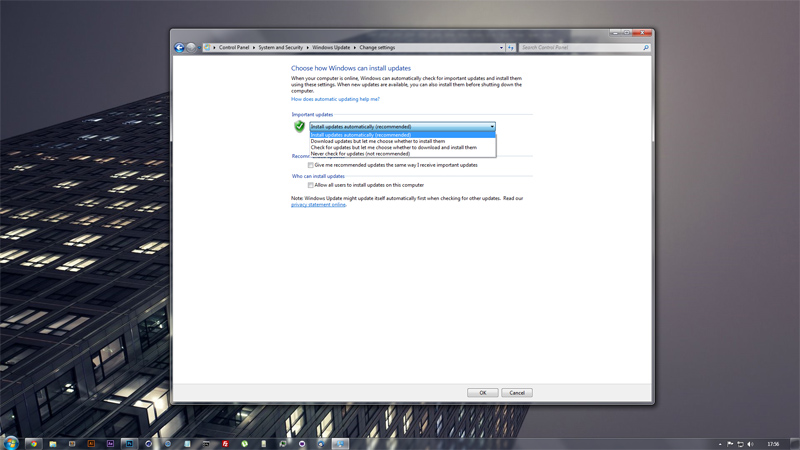 Control Panel ▸ System and Security ▸ Windows Update ▸ Change settings
Search Control Panel
Choose how Windows can install updates
When your computer is online, Windows can automatically check for important updates and install them
using these settings. When new updates are available, you can also install them before shutting down the
computer.
How does automatic updating help me?
Important updates
Install updates automatically (recommended)
Install updates automatically (recommended)
Download updates but let me choose whether to install them
Check for updates but let me choose whether to download and install them
Never check for updates (not recommended)
Recom
Give me recommended updates the same way I receive important updates
Who can install updates
Allow all users to install updates on this computer
Note: Windows Update might update itself automatically first when checking for other updates. Read our
privacy statement online.
OK
Cancel
Ai
Ae
Ps
17:56